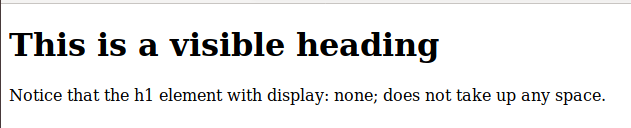 This is a visible heading
Notice that the h1 element with display: none; does not take up any space.